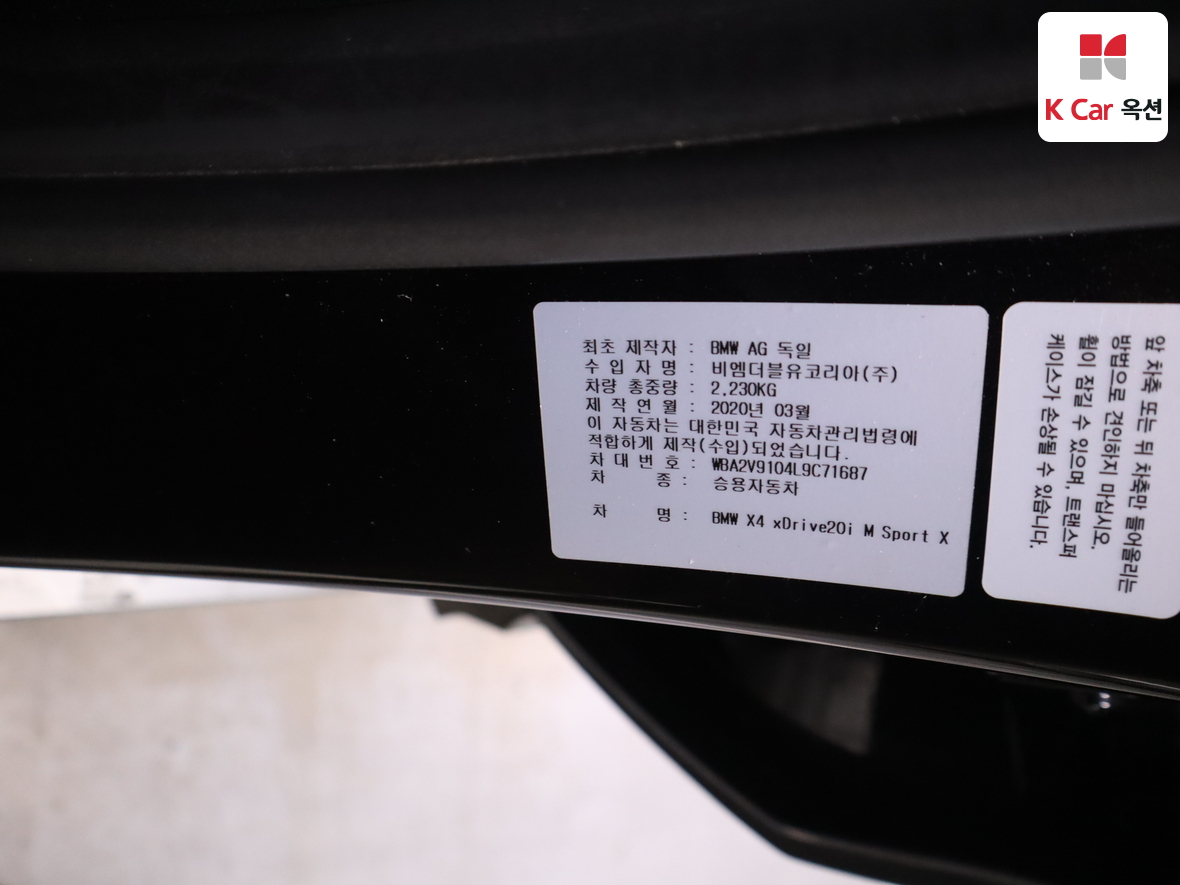 K Car 옥션
최초 제작자 : BMW AG 독일
수 입 자 명 : 비엠더블유코리아(주)
차량 총중량 : 2,230KG
제 작 연 월 : 2020년 03월
이 자동차는 대한민국 자동차관리법령에
적합하게 제작(수입)되었습니다.
차 대 번 호 : WBA2V9104L9C71687
차 종 : 승용자동차
차 명 : BMW X4 xDrive20i M Sport X
앞 차축 또는 뒤 차축만 들어올리는
방법으로 견인하지 마십시오.
휠이 잠길 수 있으며, 트랜스퍼
케이스가 손상될 수 있습니다.